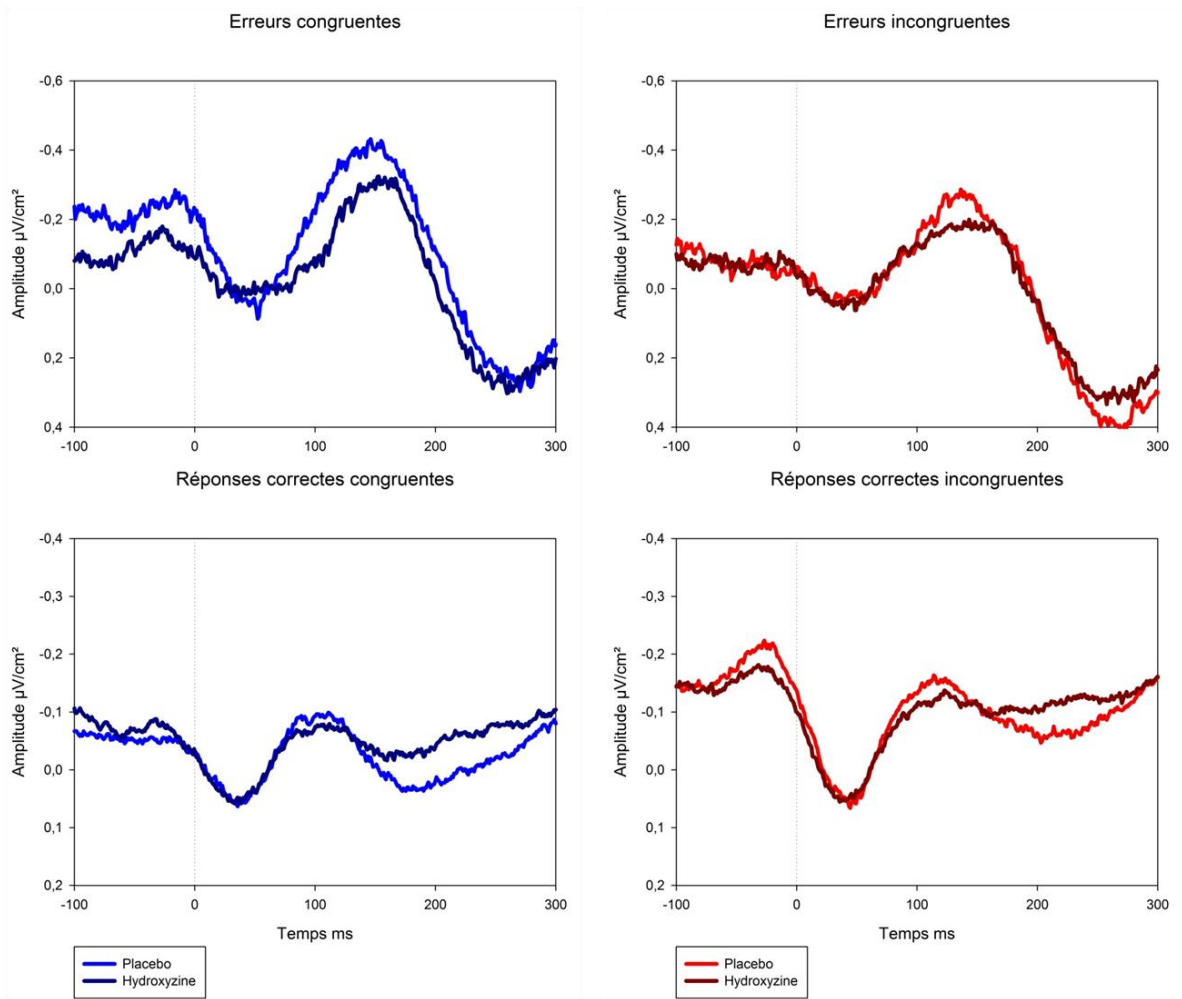 Erreurs congruentes
-0,6
-0,4
-0,2
0,0
0,2
0,4
Amplitude µV/cm²
-100 0 100 200 300
Erreurs incongruentes
-0,6
-0,4
-0,2
0,0
0,2
0,4
Amplitude µV/cm²
-100 0 100 200 300
Réponses correctes congruentes
-0,4
-0,3
-0,2
-0,1
0,0
0,1
0,2
Amplitude µV/cm²
-100 0 100 200 300
Temps ms
Réponses correctes incongruentes
-0,4
-0,3
-0,2
-0,1
0,0
0,1
0,2
Amplitude µV/cm²
-100 0 100 200 300
Temps ms
Placebo
Hydroxyzine
Placebo
Hydroxyzine